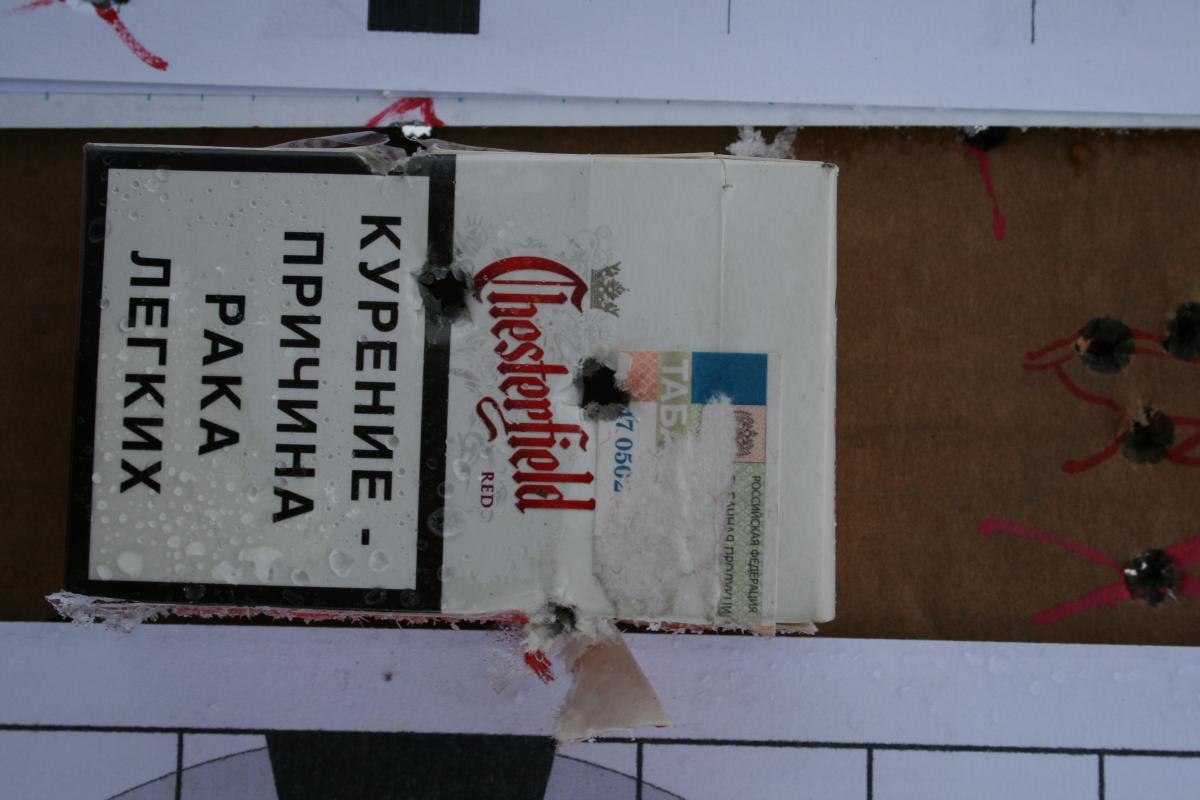 КУРЕНИЕ -
ПРИЧИНА
РАКА
ЛЕГКИХ
Chesterfield
RED
ТАБ
РОССИЙСКАЯ ФЕДЕРАЦИЯ